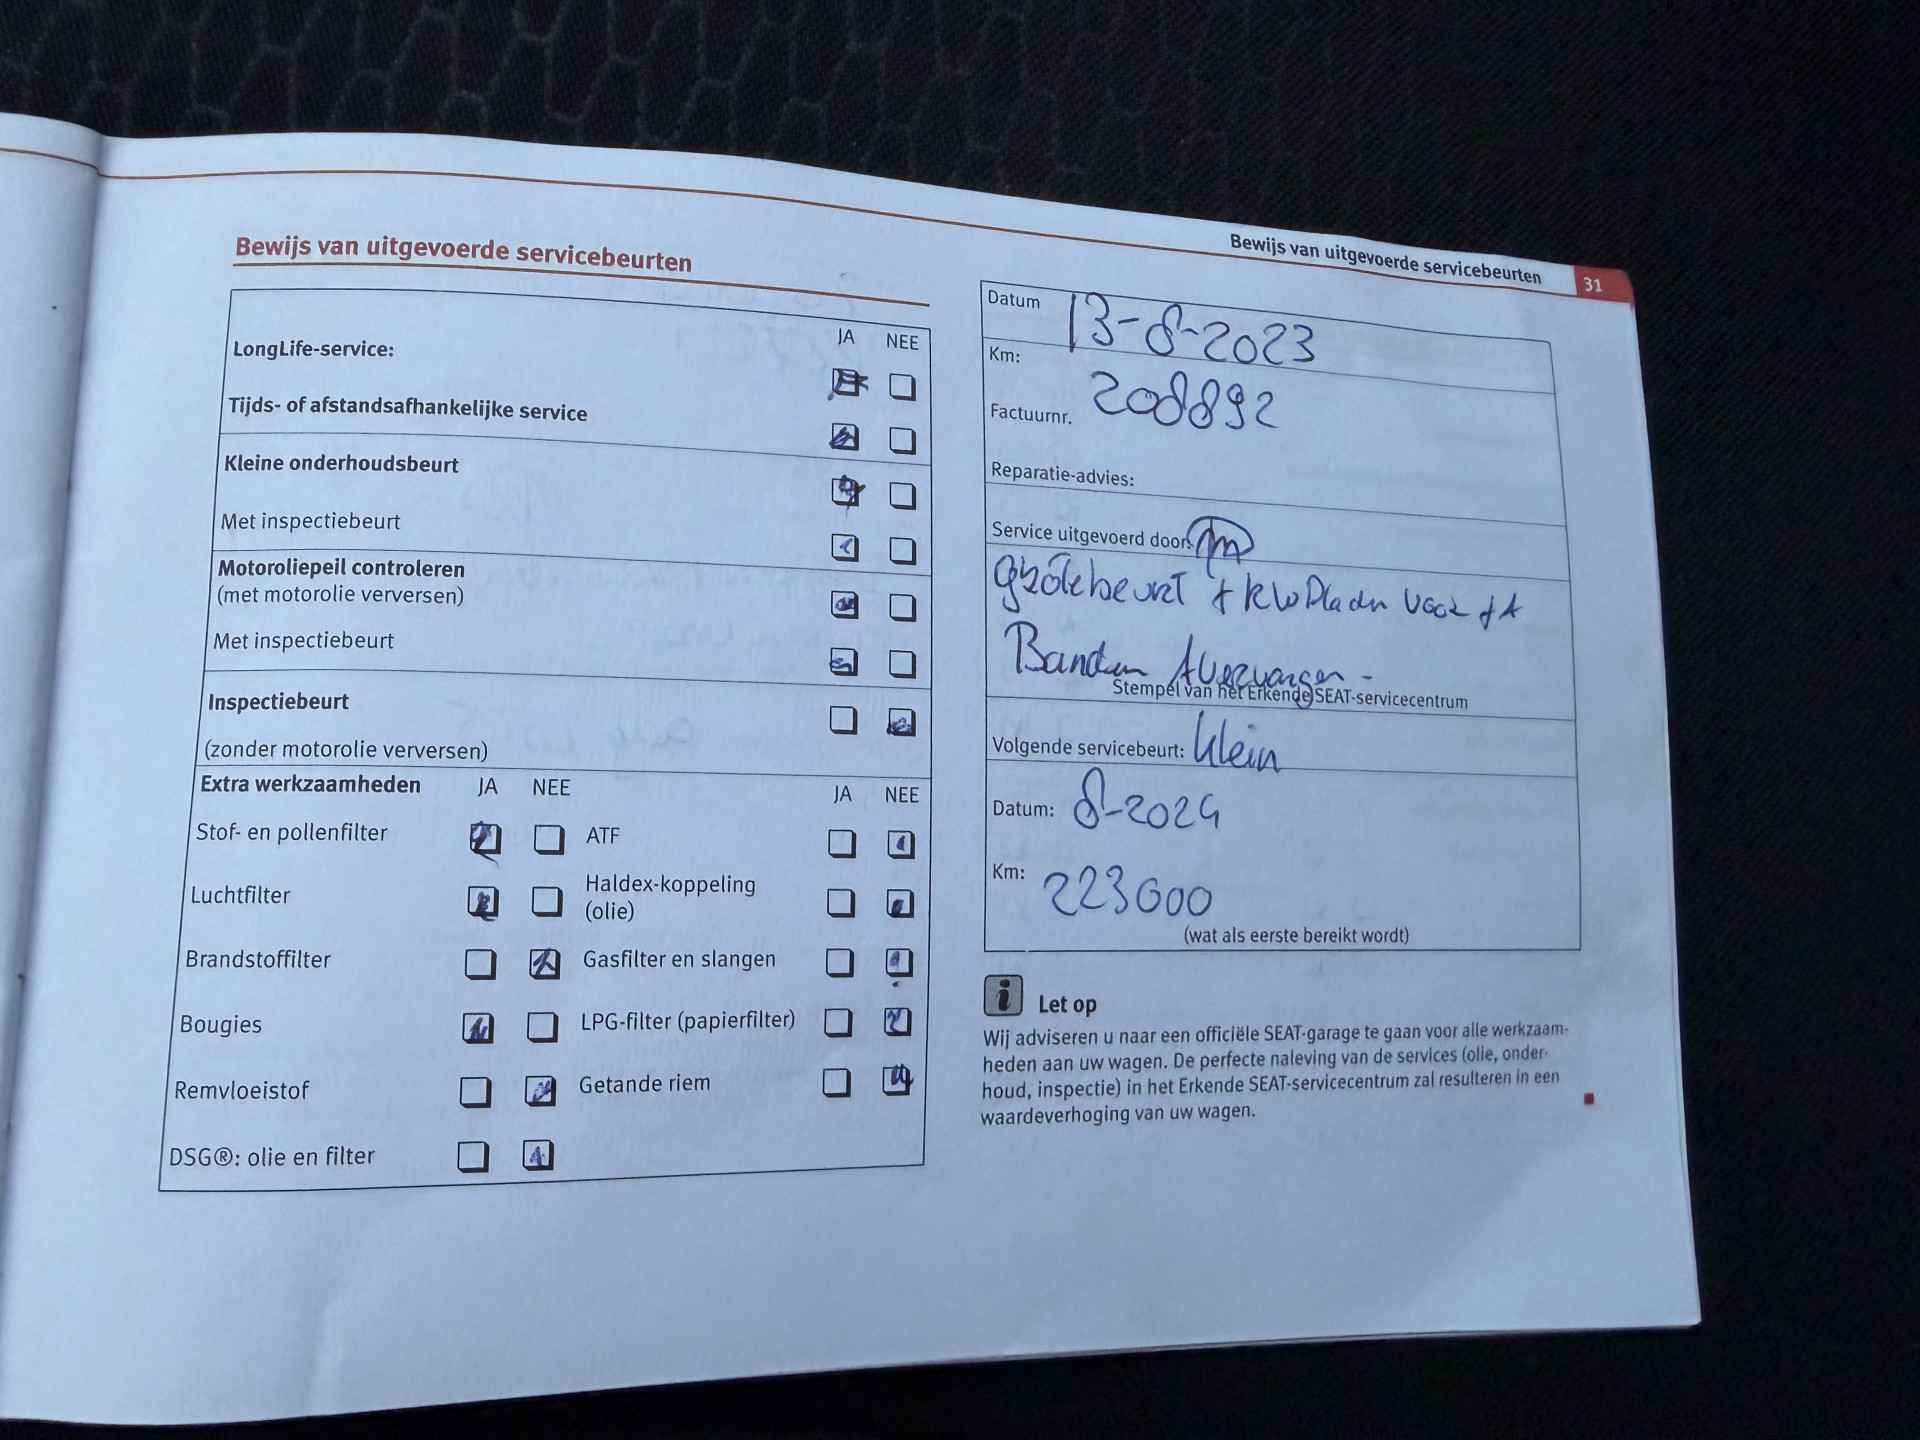 Bewijs van uitgevoerde servicebeurten
31
Bewijs van uitgevoerde servicebeurten
JA NEE
LongLife-service:
Tijds- of afstandsafhankelijke service
Kleine onderhoudsbeurt
Met inspectiebeurt
Motoroliepeil controleren
(met motorolie verversen)
Met inspectiebeurt
Inspectiebeurt
(zonder motorolie verversen)
Extra werkzaamheden JA NEE JA NEE
Stof- en pollenfilter ATF
Luchtfilter Haldex-koppeling
(olie)
Brandstoffilter Gasfilter en slangen
Bougies LPG-filter (papierfilter)
Remvloeistof Getande riem
DSG®: olie en filter
Datum 13-8-2023
Km: 208892
Factuurnr.
Reparatie-advies:
Service uitgevoerd door:
grote beurt + voor
Banden
Stempel van het Erkende SEAT-servicecentrum
Volgende servicebeurt: klein
Datum: 8-2024
Km: 223000
(wat als eerste bereikt wordt)
i Let op
Wij adviseren u naar een officiële SEAT-garage te gaan voor alle werkzaam-
heden aan uw wagen. De perfecte naleving van de services (olie, onder-
houd, inspectie) in het Erkende SEAT-servicecentrum zal resulteren in een
waardeverhoging van uw wagen.